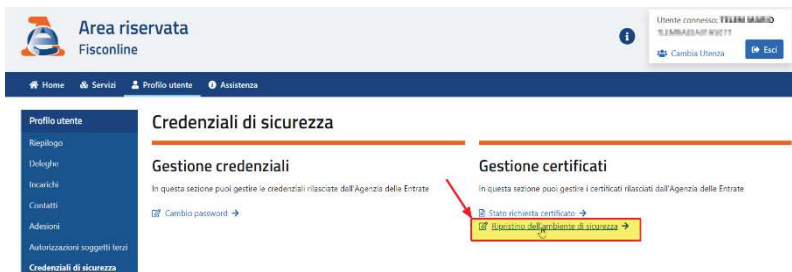 Area riservata
Fisconline
Utente connesso: TELINI MARIO
Cambia Utenza
Esci
Home
Servizi
Profilo utente
Assistenza
Profilo utente
Riepilogo
Deleghe
Incarichi
Contatti
Adesioni
Autorizzazioni soggetti terzi
Credenziali di sicurezza
Credenziali di sicurezza
Gestione credenziali
In questa sezione puoi gestire le credenziali rilasciate dall'Agenzia delle Entrate
Cambio password →
Gestione certificati
In questa sezione puoi gestire i certificati rilasciati dall'Agenzia delle Entrate
Stato richiesta certificato →
Ripristino dell'ambiente di sicurezza →